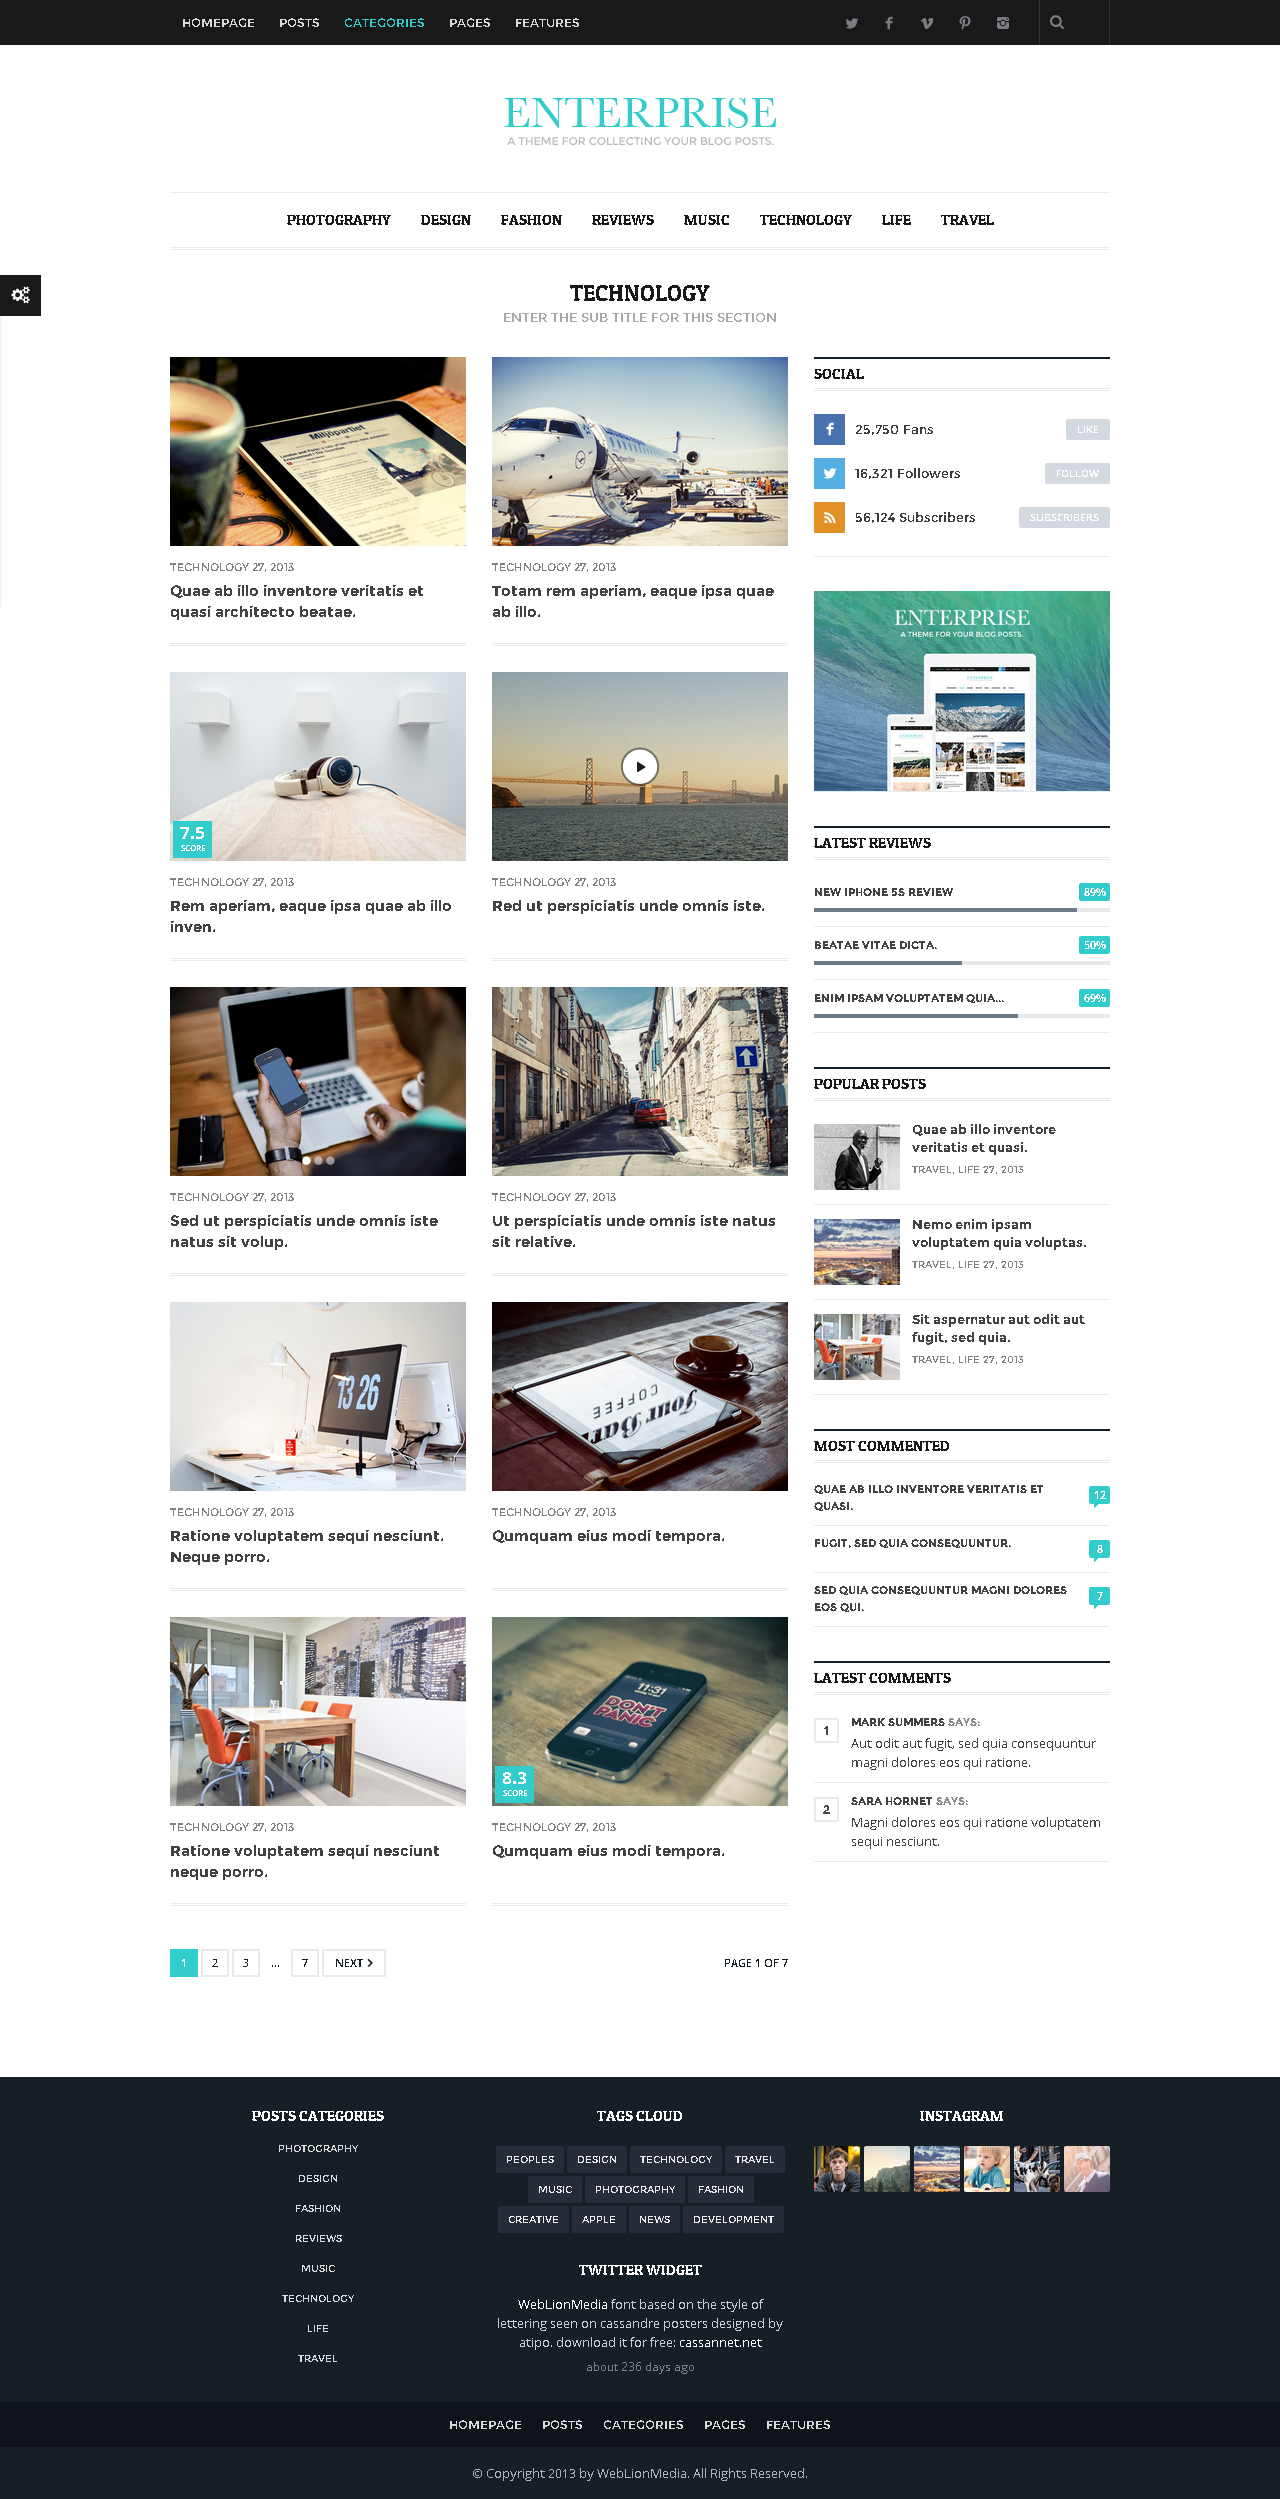 HOMEPAGE POSTS CATEGORIES PAGES FEATURES
ENTERPRISE
A THEME FOR COLLECTING YOUR BLOG POSTS.
PHOTOGRAPHY DESIGN FASHION REVIEWS MUSIC TECHNOLOGY LIFE TRAVEL
TECHNOLOGY
ENTER THE SUB TITLE FOR THIS SECTION
Miljöpartiet
TECHNOLOGY 27, 2013
Quae ab illo inventore veritatis et
quasi architecto beatae.
TECHNOLOGY 27, 2013
Totam rem aperiam, eaque ipsa quae
ab illo.
7.5
SCORE
TECHNOLOGY 27, 2013
Rem aperiam, eaque ipsa quae ab illo
inven.
TECHNOLOGY 27, 2013
Red ut perspiciatis unde omnis iste.
TECHNOLOGY 27, 2013
Sed ut perspiciatis unde omnis iste
natus sit volup.
TECHNOLOGY 27, 2013
Ut perspiciatis unde omnis iste natus
sit relative.
13 26
TECHNOLOGY 27, 2013
Ratione voluptatem sequi nesciunt.
Neque porro.
Your Bar
COFFEE
TECHNOLOGY 27, 2013
Qumquam eius modi tempora.
TECHNOLOGY 27, 2013
Ratione voluptatem sequi nesciunt
neque porro.
11:31
DON'T
PANIC
8.3
SCORE
TECHNOLOGY 27, 2013
Qumquam eius modi tempora.
1 2 3 ... 7 NEXT
PAGE 1 OF 7
SOCIAL
25,750 Fans LIKE
16,321 Followers FOLLOW
56,124 Subscribers SUBSCRIBERS
ENTERPRISE
A THEME FOR YOUR BLOG POSTS.
ENTERPRISE
ENTERPRISE
LATEST REVIEWS
NEW IPHONE 5S REVIEW 89%
BEATAE VITAE DICTA. 50%
ENIM IPSAM VOLUPTATEM QUIA... 69%
POPULAR POSTS
Quae ab illo inventore
veritatis et quasi.
TRAVEL, LIFE 27, 2013
Nemo enim ipsam
voluptatem quia voluptas.
TRAVEL, LIFE 27, 2013
Sit aspernatur aut odit aut
fugit, sed quia.
TRAVEL, LIFE 27, 2013
MOST COMMENTED
QUAE AB ILLO INVENTORE VERITATIS ET 12
QUASI.
FUGIT, SED QUIA CONSEQUUNTUR. 8
SED QUIA CONSEQUUNTUR MAGNI DOLORES 7
EOS QUI.
LATEST COMMENTS
1 MARK SUMMERS SAYS:
Aut odit aut fugit, sed quia consequuntur
magni dolores eos qui ratione.
2 SARA HORNET SAYS:
Magni dolores eos qui ratione voluptatem
sequi nesciunt.
POSTS CATEGORIES
PHOTOGRAPHY
DESIGN
FASHION
REVIEWS
MUSIC
TECHNOLOGY
LIFE
TRAVEL
TAGS CLOUD
PEOPLES DESIGN TECHNOLOGY TRAVEL
MUSIC PHOTOGRAPHY FASHION
CREATIVE APPLE NEWS DEVELOPMENT
TWITTER WIDGET
WebLionMedia font based on the style of
lettering seen on cassandre posters designed by
atipo. download it for free: cassannet.net
about 236 days ago
INSTAGRAM
HOMEPAGE POSTS CATEGORIES PAGES FEATURES
© Copyright 2013 by WebLionMedia. All Rights Reserved.